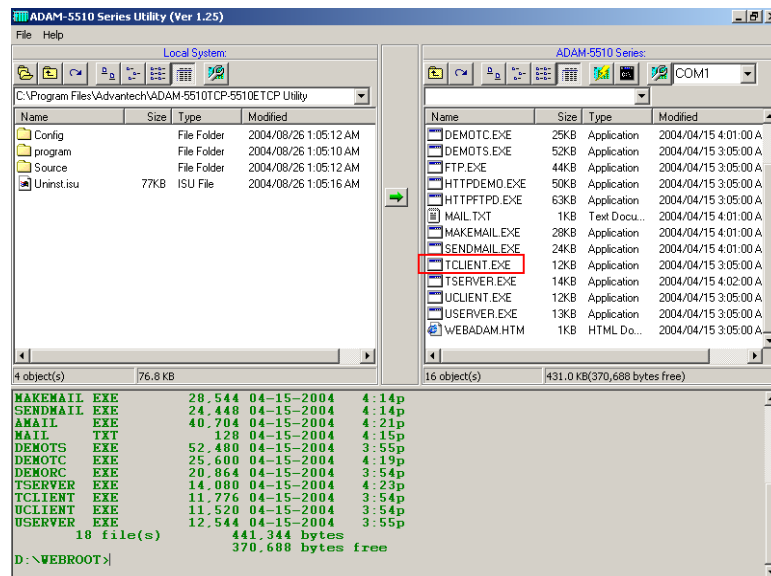 ADAM-5510 Series Utility (Ver 1.25)
File Help
Local System:
C:\Program Files\Advantech\ADAM-5510TCP-5510ETCP Utility
Name Size Type Modified
Config File Folder 2004/08/26 1:05:12 AM
program File Folder 2004/08/26 1:05:10 AM
Source File Folder 2004/08/26 1:05:12 AM
Uninst.isu 77KB ISU File 2004/08/26 1:05:16 AM
4 object(s) 76.8 KB
ADAM-5510 Series:
COM1
Name Size Type Modified
DEMOTC.EXE 25KB Application 2004/04/15 4:01:00 A
DEMOTS.EXE 52KB Application 2004/04/15 3:05:00 A
FTP.EXE 44KB Application 2004/04/15 3:05:00 A
HTTPDEMO.EXE 50KB Application 2004/04/15 3:05:00 A
HTTPFTPD.EXE 63KB Application 2004/04/15 3:05:00 A
MAIL.TXT 1KB Text Docu... 2004/04/15 4:01:00 A
MAKEMAIL.EXE 28KB Application 2004/04/15 4:01:00 A
SENDMAIL.EXE 24KB Application 2004/04/15 4:01:00 A
TCLIENT.EXE 12KB Application 2004/04/15 3:05:00 A
TSERVER.EXE 14KB Application 2004/04/15 4:02:00 A
UCLIENT.EXE 12KB Application 2004/04/15 3:05:00 A
USERVER.EXE 13KB Application 2004/04/15 3:05:00 A
WEBADAM.HTM 1KB HTML Do... 2004/04/15 3:05:00 A
16 object(s) 431.0 KB(370,688 bytes free)
MAKEMAIL EXE 28,544 04-15-2004 4:14p
SENDMAIL EXE 24,448 04-15-2004 4:14p
AMAIL EXE 40,704 04-15-2004 4:21p
MAIL TXT 128 04-15-2004 4:15p
DEMOTS EXE 52,480 04-15-2004 3:55p
DEMOTC EXE 25,600 04-15-2004 4:19p
DEMORC EXE 20,864 04-15-2004 3:54p
TSERVER EXE 14,080 04-15-2004 4:23p
TCLIENT EXE 11,776 04-15-2004 3:54p
UCLIENT EXE 11,520 04-15-2004 3:54p
USERVER EXE 12,544 04-15-2004 3:55p
18 file(s) 441,344 bytes
370,688 bytes free
D:\WEBROOT>